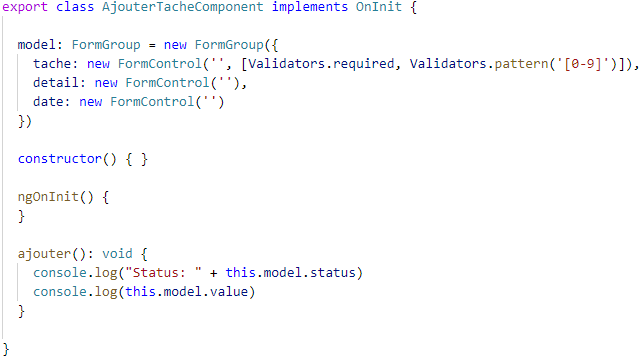 export class AjouterTacheComponent implements OnInit {
model: FormGroup = new FormGroup({
tache: new FormControl('', [Validators.required, Validators.pattern('[0-9]')]),
detail: new FormControl(''),
date: new FormControl('')
})
constructor() { }
ngOnInit() {
}
ajouter(): void {
console.log("Status: " + this.model.status)
console.log(this.model.value)
}
}